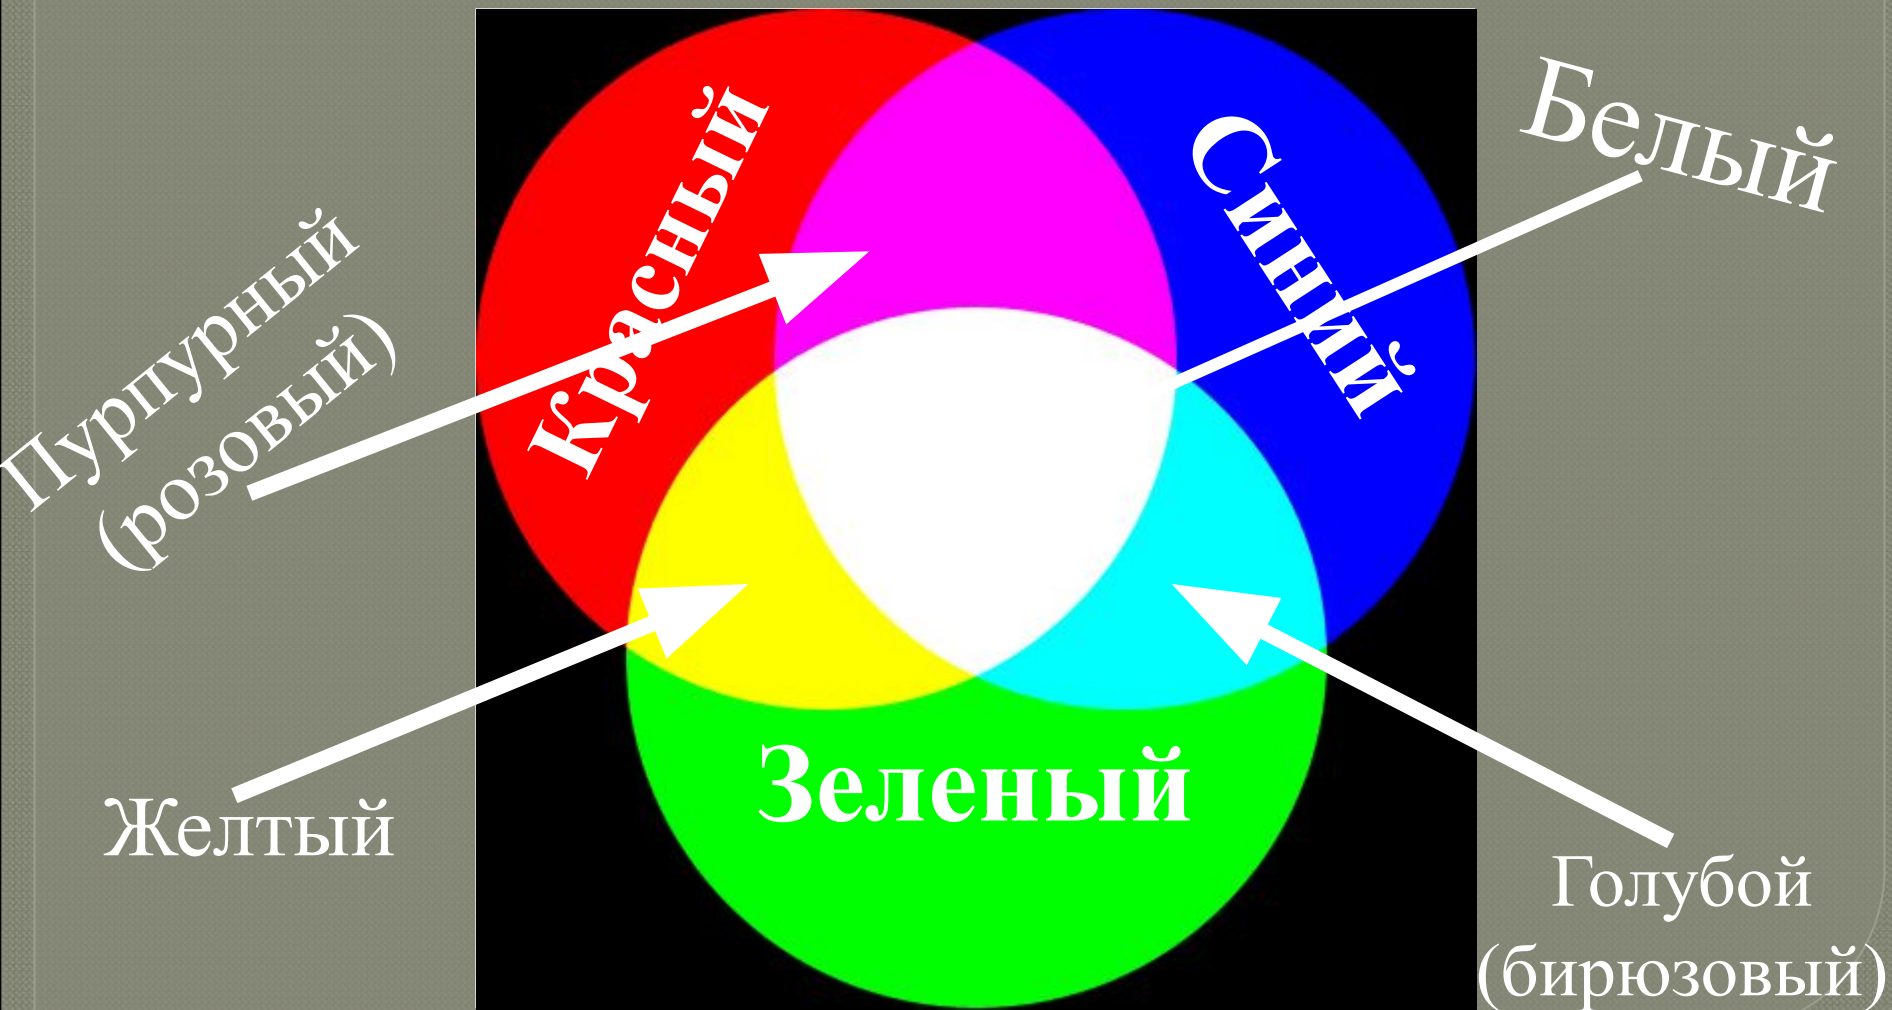 Красный
Синий
Белый
Пурпурный
(розовый)
Зеленый
Желтый
Голубой
(бирюзовый)